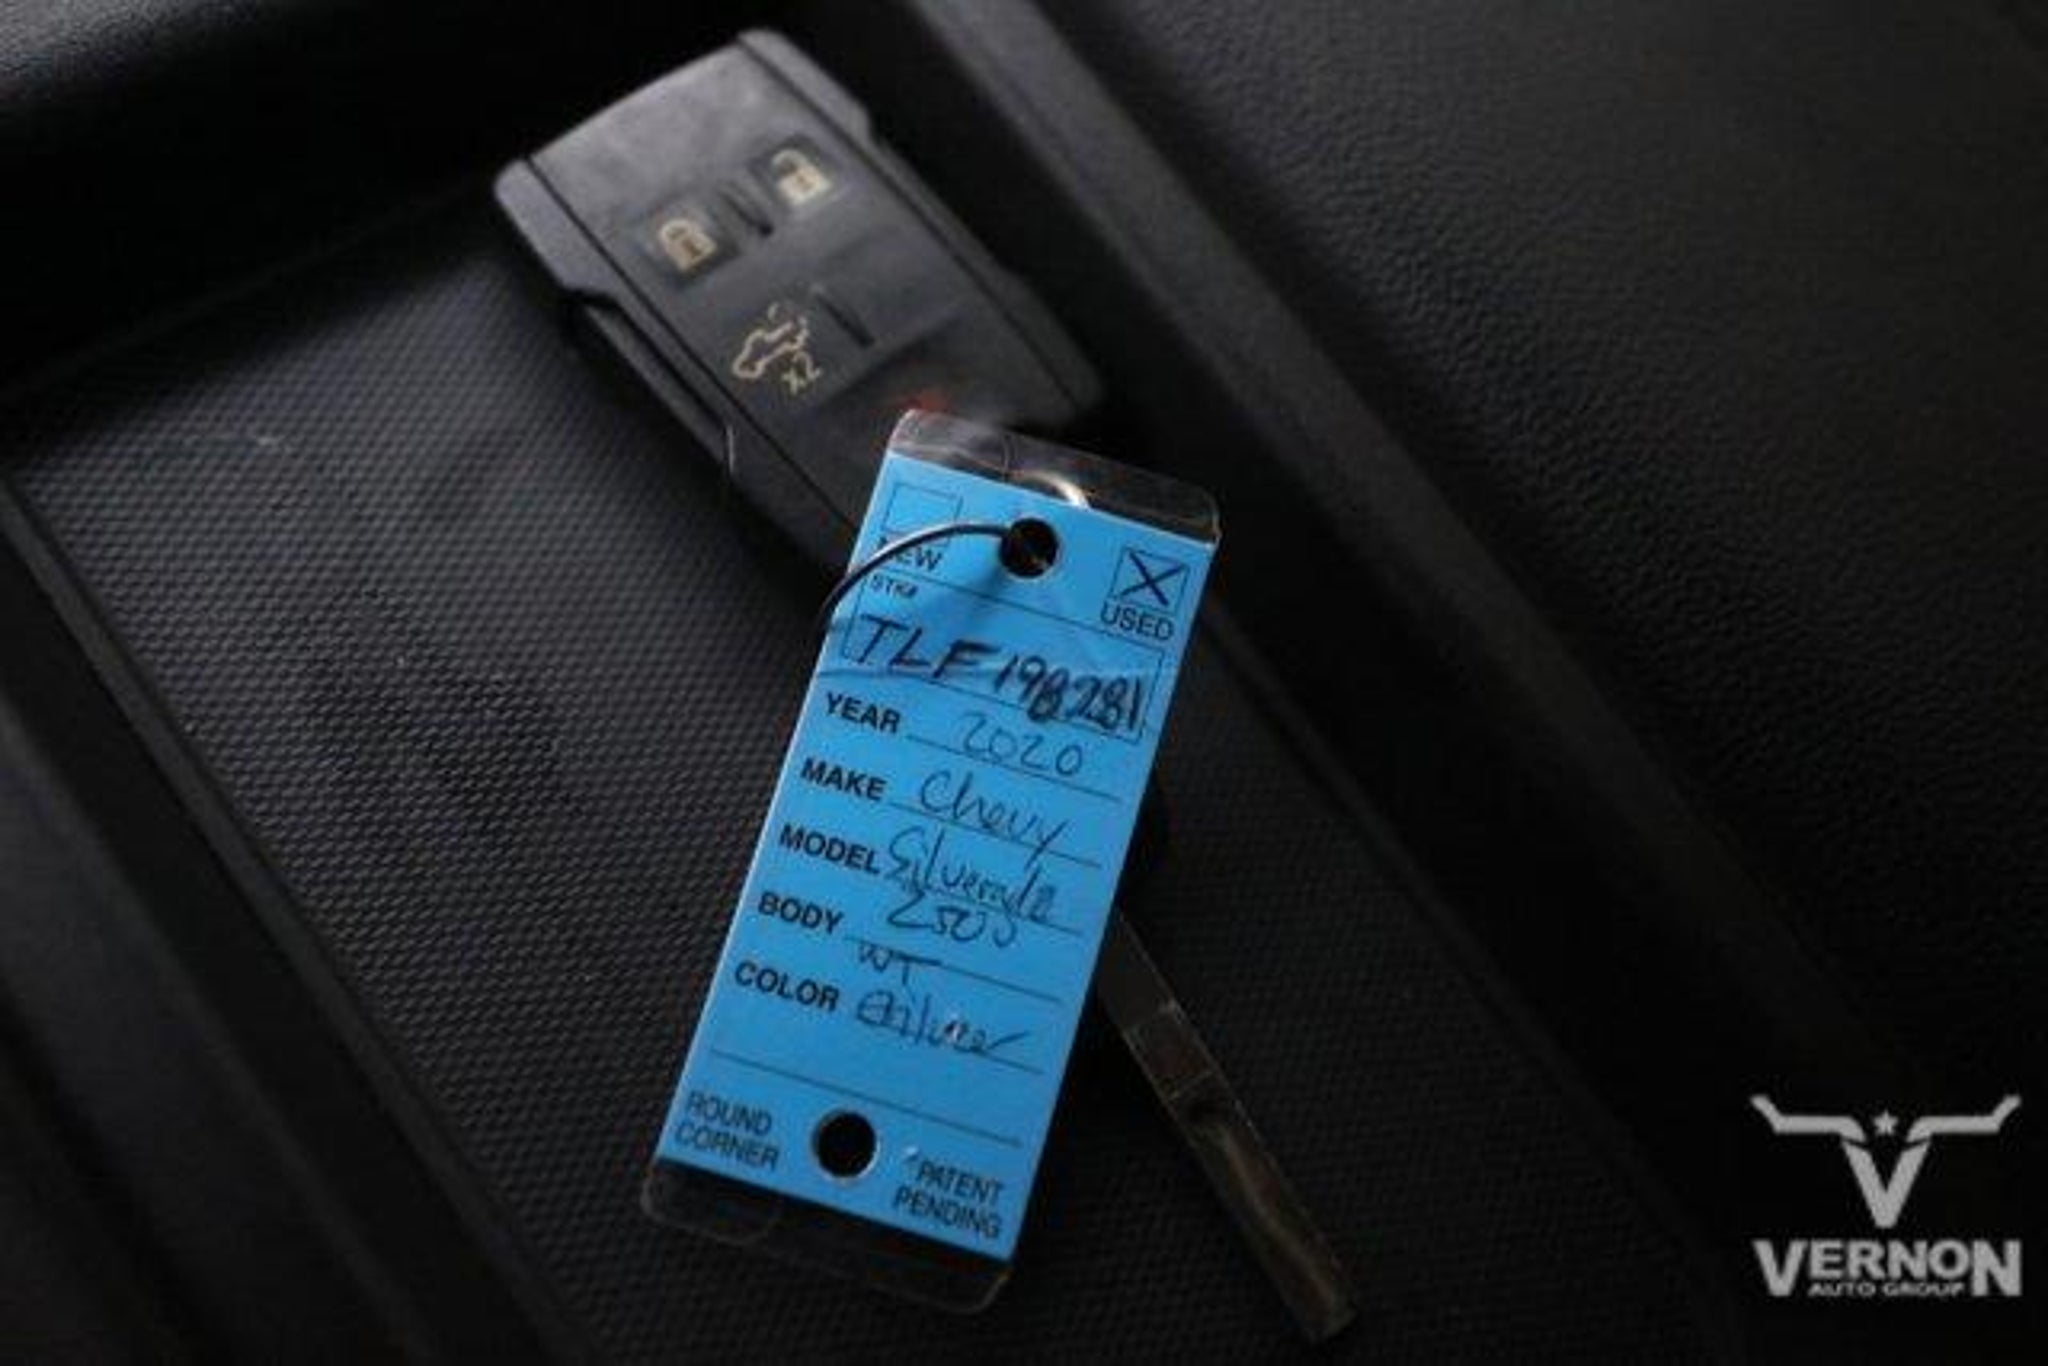 x2
NEW
USED
STK#
TLF198281
YEAR 2020
MAKE Chevy
MODEL Silverado
2500
BODY WT
COLOR Silver
ROUND CORNER
PATENT PENDING
VERNON
AUTO GROUP